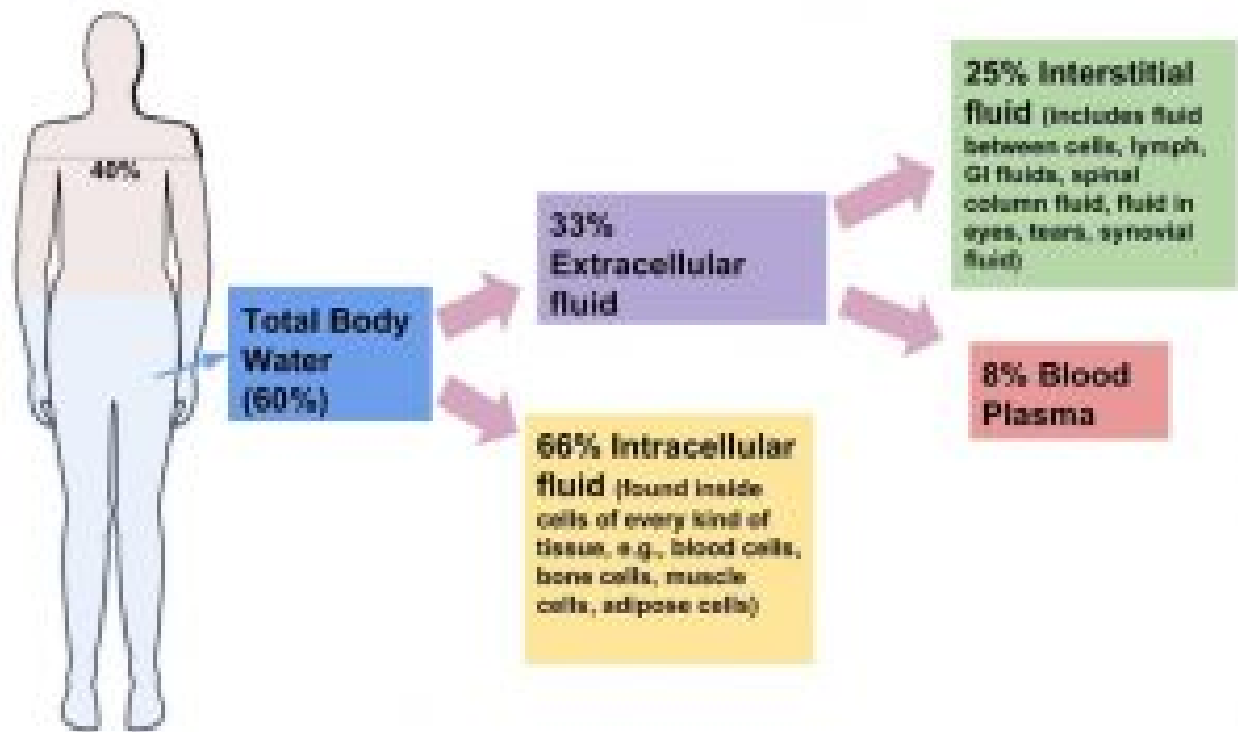 40%
Total Body
Water
(60%)
33%
Extracellular
fluid
66% Intracellular
fluid (found inside
cells of every kind of
tissue, e.g., blood cells,
bone cells, muscle
cells, adipose cells)
25% Interstitial
fluid (includes fluid
between cells, lymph,
GI fluids, spinal
column fluid, fluid in
eyes, tears, synovial
fluid)
8% Blood
Plasma